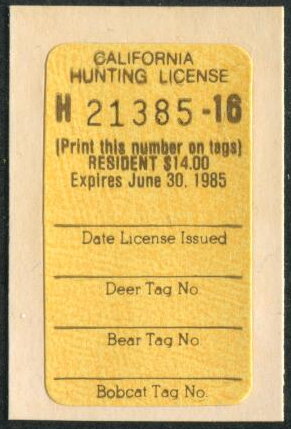 CALIFORNIA
HUNTING LICENSE
H 21385-16
(Print this number on tags)
RESIDENT $14.00
Expires June 30, 1985
Date License Issued
Deer Tag No.
Bear Tag No.
Bobcat Tag No.